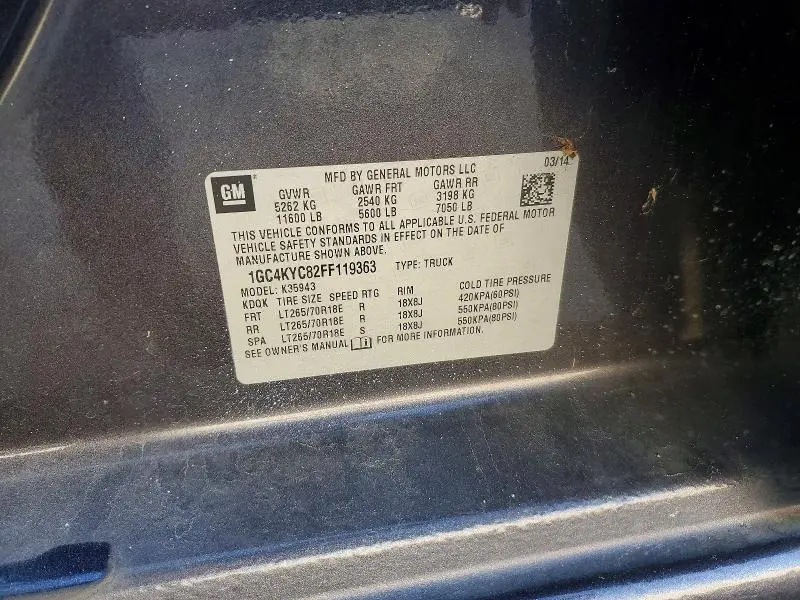 GM
MFD BY GENERAL MOTORS LLC
03/14
GVWR GAWR FRT GAWR RR
5262 KG 2540 KG 3198 KG
11600 LB 5600 LB 7050 LB
THIS VEHICLE CONFORMS TO ALL APPLICABLE U.S. FEDERAL MOTOR
VEHICLE SAFETY STANDARDS IN EFFECT ON THE DATE OF
MANUFACTURE SHOWN ABOVE.
1GC4KYC82FF119363 TYPE: TRUCK
MODEL: K35943
KDQK TIRE SIZE SPEED RTG RIM COLD TIRE PRESSURE
FRT LT265/70R18E R 18X8J 420KPA(60PSI)
RR LT265/70R18E R 18X8J 550KPA(80PSI)
SPA LT265/70R18E S 18X8J 550KPA(80PSI)
SEE OWNER'S MANUAL FOR MORE INFORMATION.